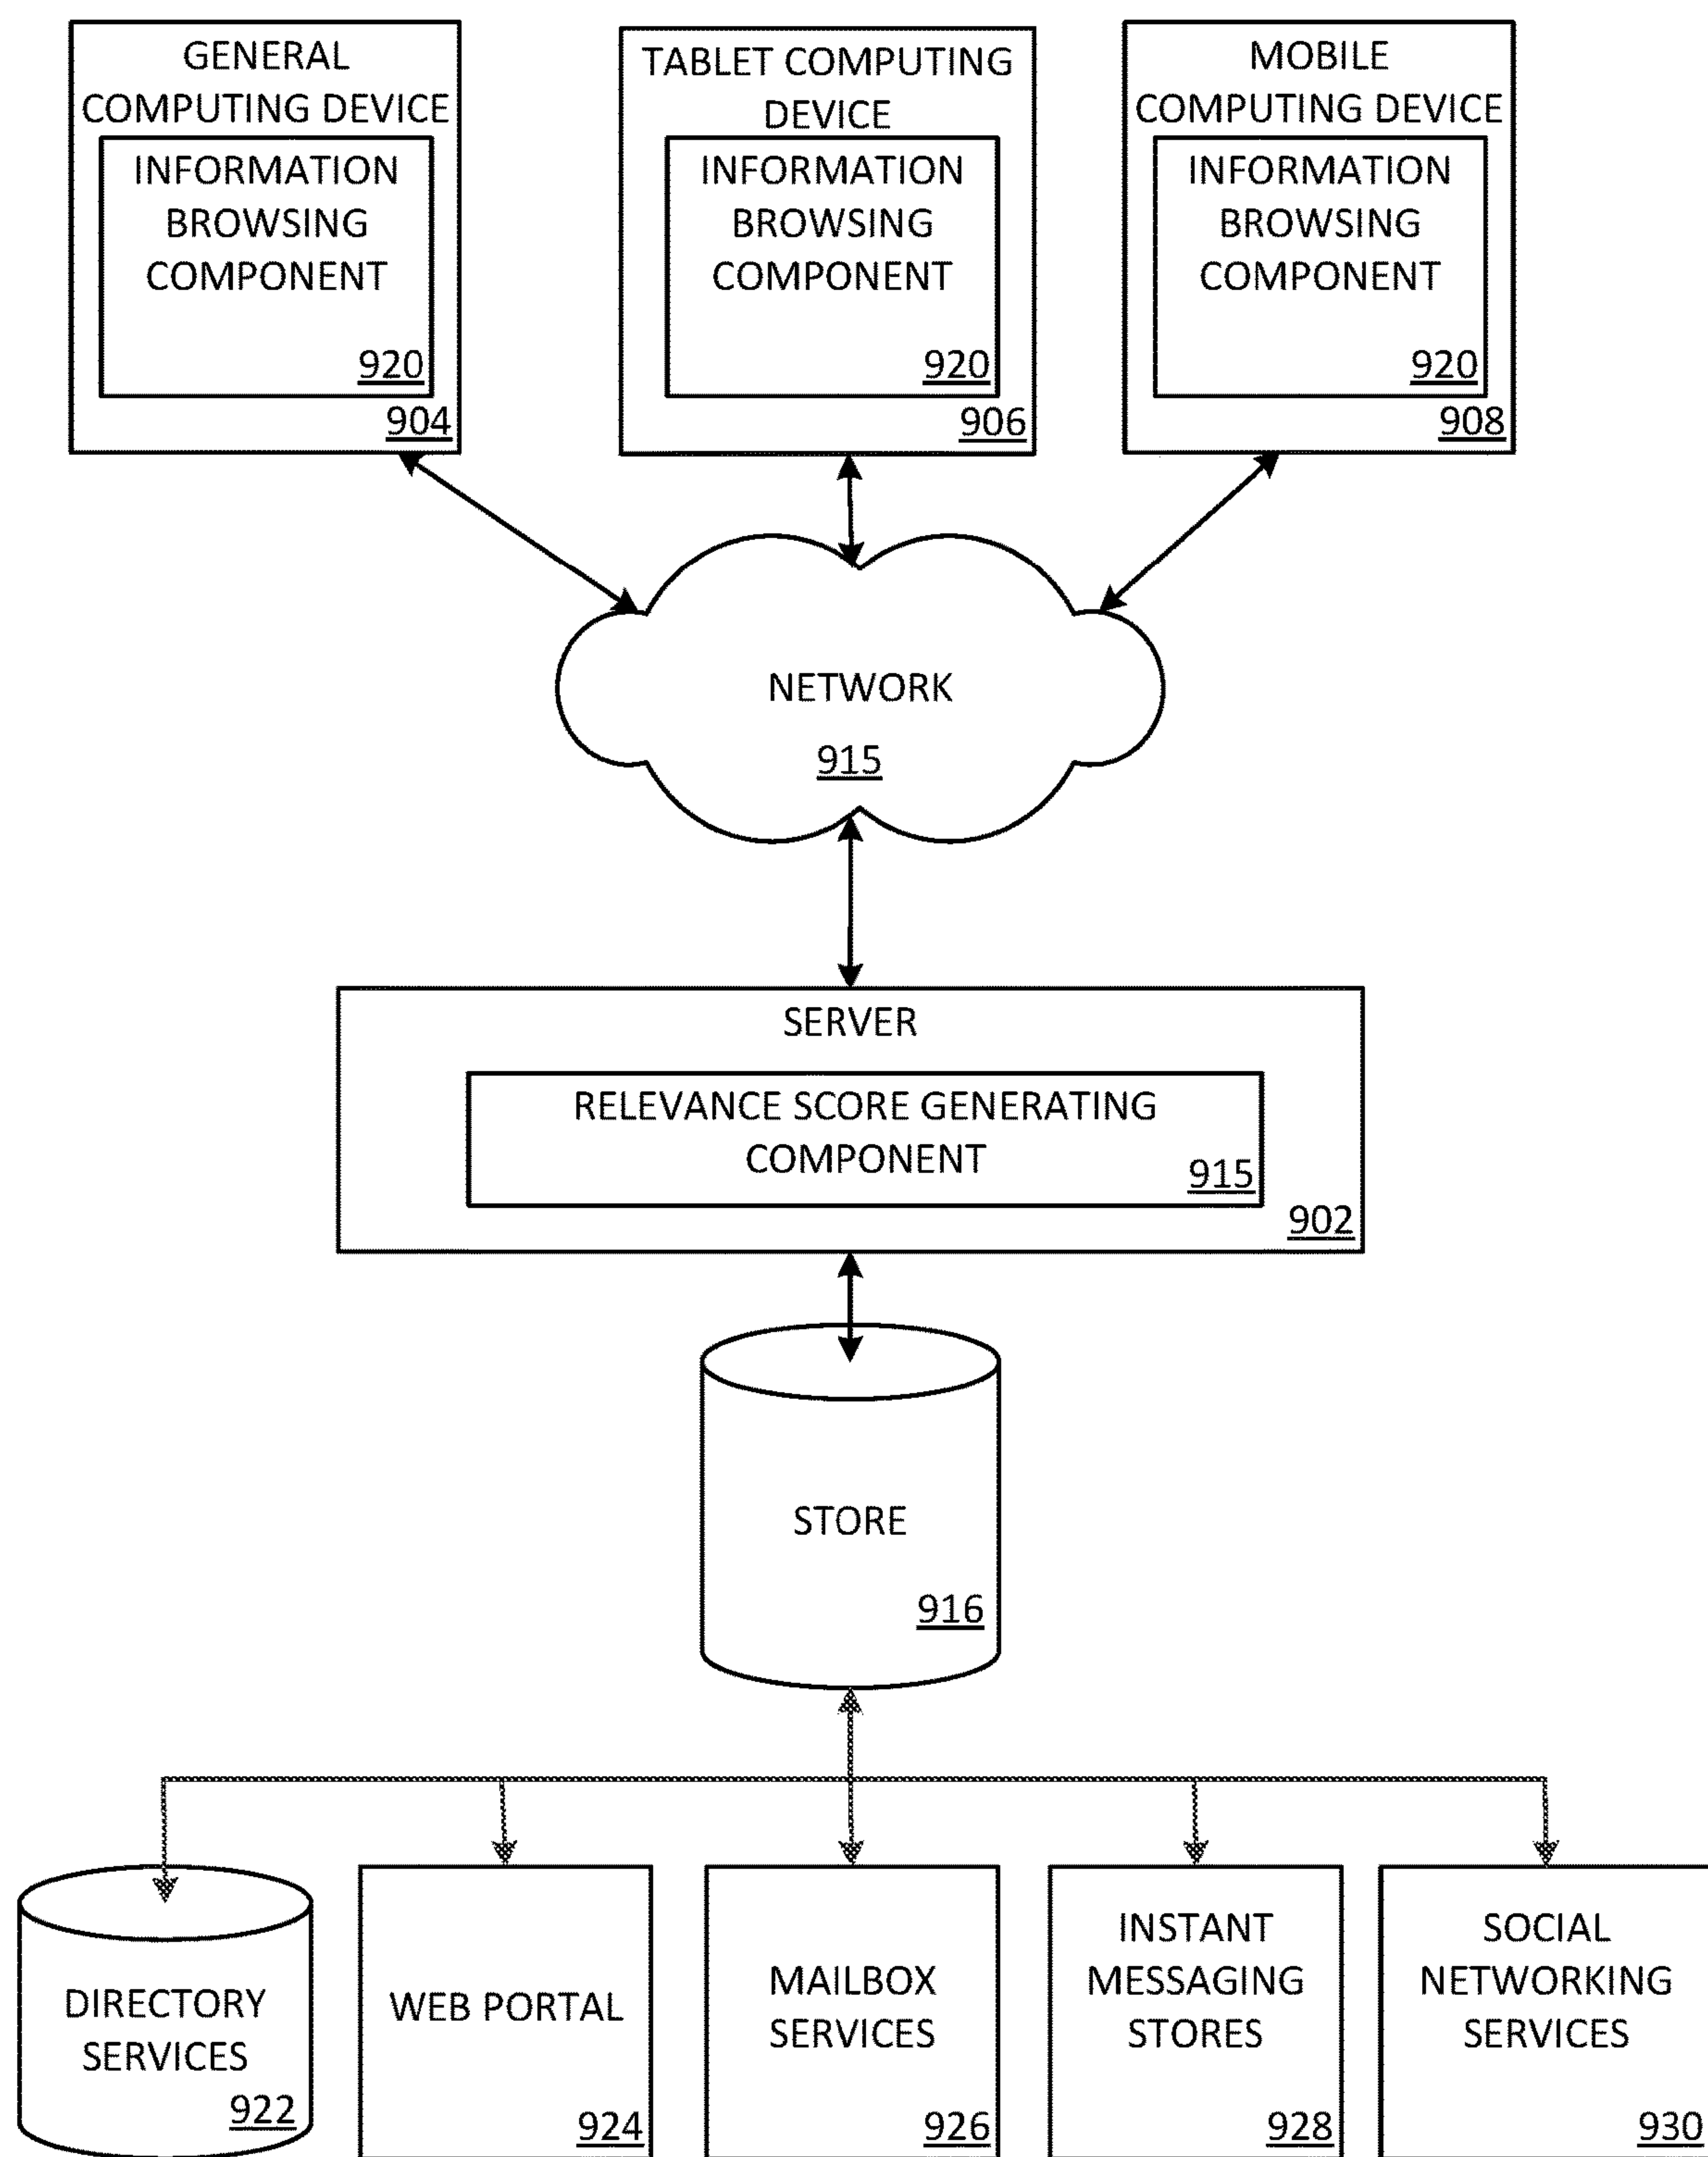 GENERAL
COMPUTING DEVICE
INFORMATION
BROWSING
COMPONENT
920
904
TABLET COMPUTING
DEVICE
INFORMATION
BROWSING
COMPONENT
920
906
MOBILE
COMPUTING DEVICE
INFORMATION
BROWSING
COMPONENT
920
908
NETWORK
915
SERVER
RELEVANCE SCORE GENERATING
COMPONENT
915
902
STORE
916
DIRECTORY
SERVICES
922
WEB PORTAL
924
MAILBOX
SERVICES
926
INSTANT
MESSAGING
STORES
928
SOCIAL
NETWORKING
SERVICES
930